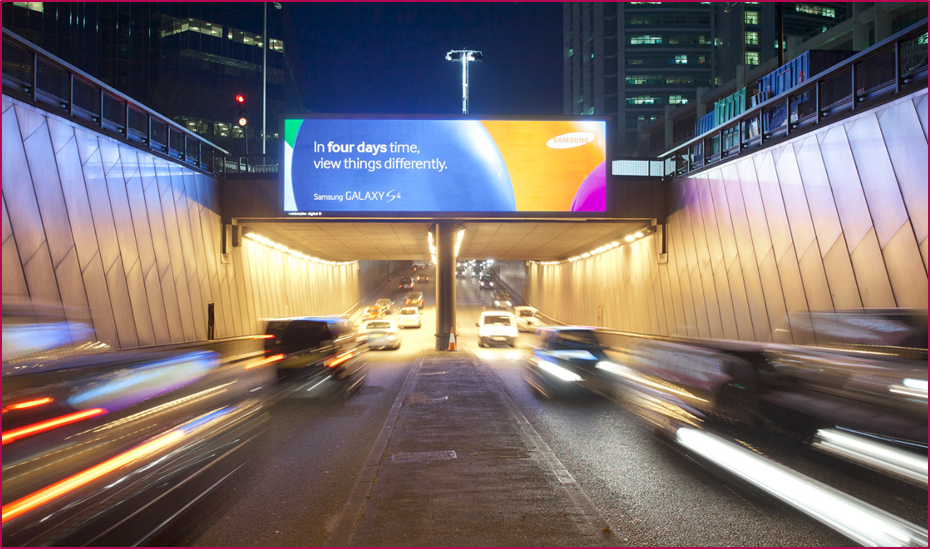 In four days time,
view things differently.
Samsung GALAXY S4
SAMSUNG